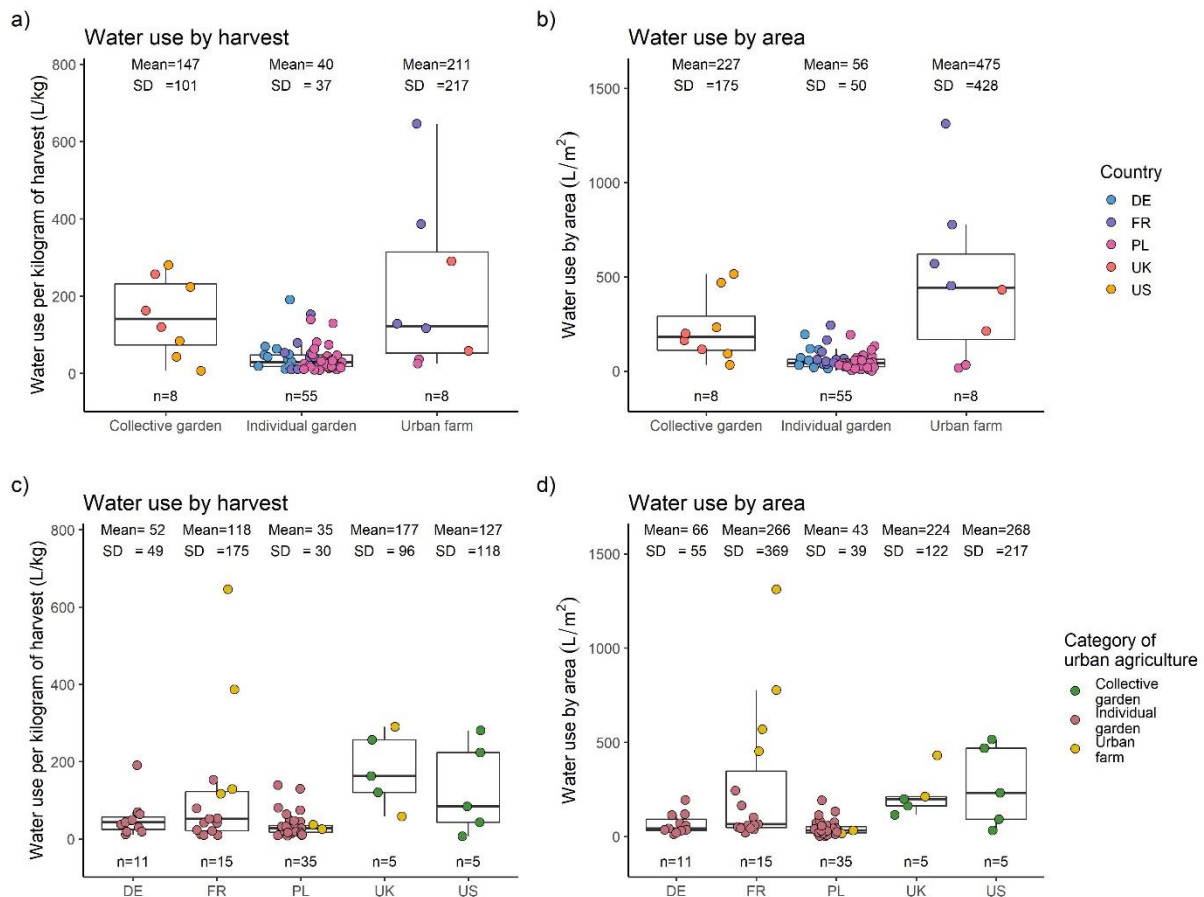 a)
Water use by harvest
Mean=147 Mean= 40 Mean=211
SD =101 SD = 37 SD =217
Water use per kilogram of harvest (L/kg)
800
600
400
200
0
n=8 n=55 n=8
Collective garden Individual garden Urban farm
b)
Water use by area
Mean=227 Mean= 56 Mean=475
SD =175 SD = 50 SD =428
Water use by area (L/m²)
1500
1000
500
0
n=8 n=55 n=8
Collective garden Individual garden Urban farm
Country
DE
FR
PL
UK
US
c)
Water use by harvest
Mean= 52 Mean=118 Mean= 35 Mean=177 Mean=127
SD = 49 SD =175 SD = 30 SD = 96 SD =118
Water use per kilogram of harvest (L/kg)
800
600
400
200
0
n=11 n=15 n=35 n=5 n=5
DE FR PL UK US
d)
Water use by area
Mean= 66 Mean=266 Mean= 43 Mean=224 Mean=268
SD = 55 SD =369 SD = 39 SD =122 SD =217
Water use by area (L/m²)
1500
1000
500
0
n=11 n=15 n=35 n=5 n=5
DE FR PL UK US
Category of
urban agriculture
Collective
garden
Individual
garden
Urban
farm